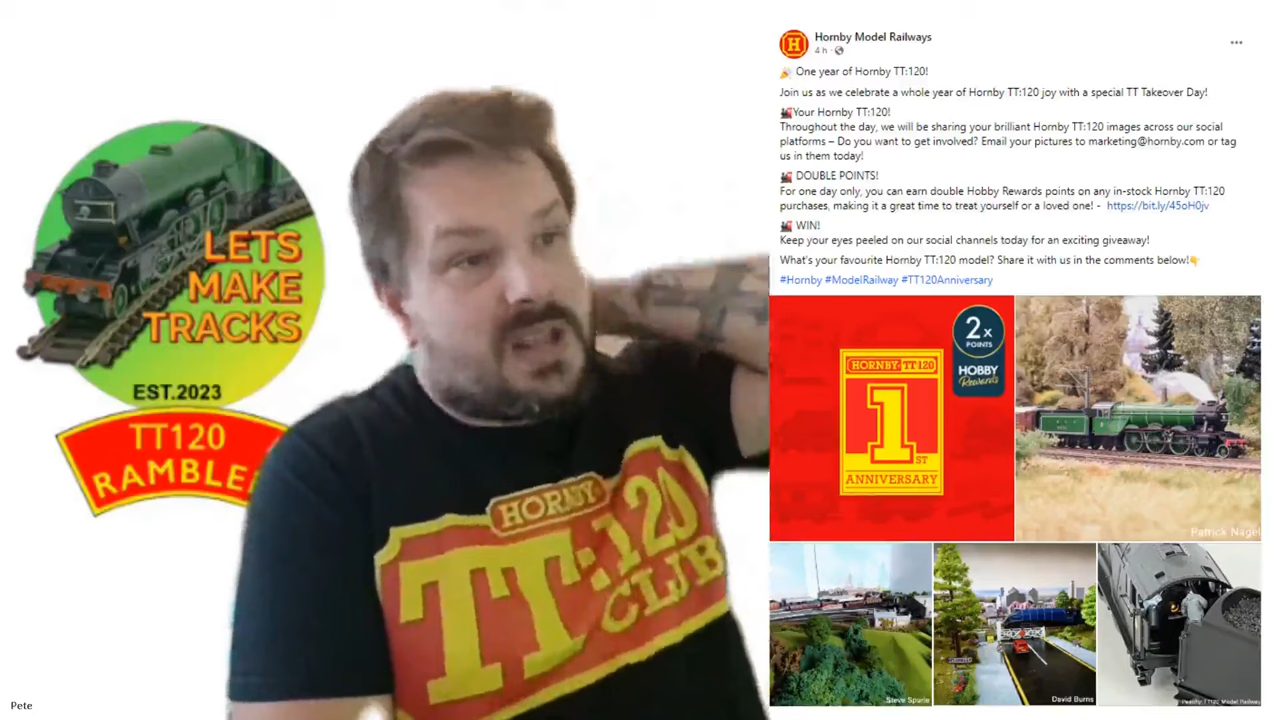 LETS
MAKE
TRACKS
EST.2023
TT120
RAMBLE
HORNBY
TT:120
CLUB
Pete
Hornby Model Railways
4 h ·
One year of Hornby TT:120!
Join us as we celebrate a whole year of Hornby TT:120 joy with a special TT Takeover Day!
Your Hornby TT:120!
Throughout the day, we will be sharing your brilliant Hornby TT:120 images across our social
platforms – Do you want to get involved? Email your pictures to marketing@hornby.com or tag
us in them today!
DOUBLE POINTS!
For one day only, you can earn double Hobby Rewards points on any in-stock Hornby TT:120
purchases, making it a great time to treat yourself or a loved one! - https://bit.ly/45oH0jv
WIN!
Keep your eyes peeled on our social channels today for an exciting giveaway!
What's your favourite Hornby TT:120 model? Share it with us in the comments below!
#Hornby #ModelRailway #TT120Anniversary
2x
POINTS
HOBBY
Rewards
HORNBY TT:120
1ST
ANNIVERSARY
Patrick Nagel
Steve Sparle
David Burns
TT120 Model Railway